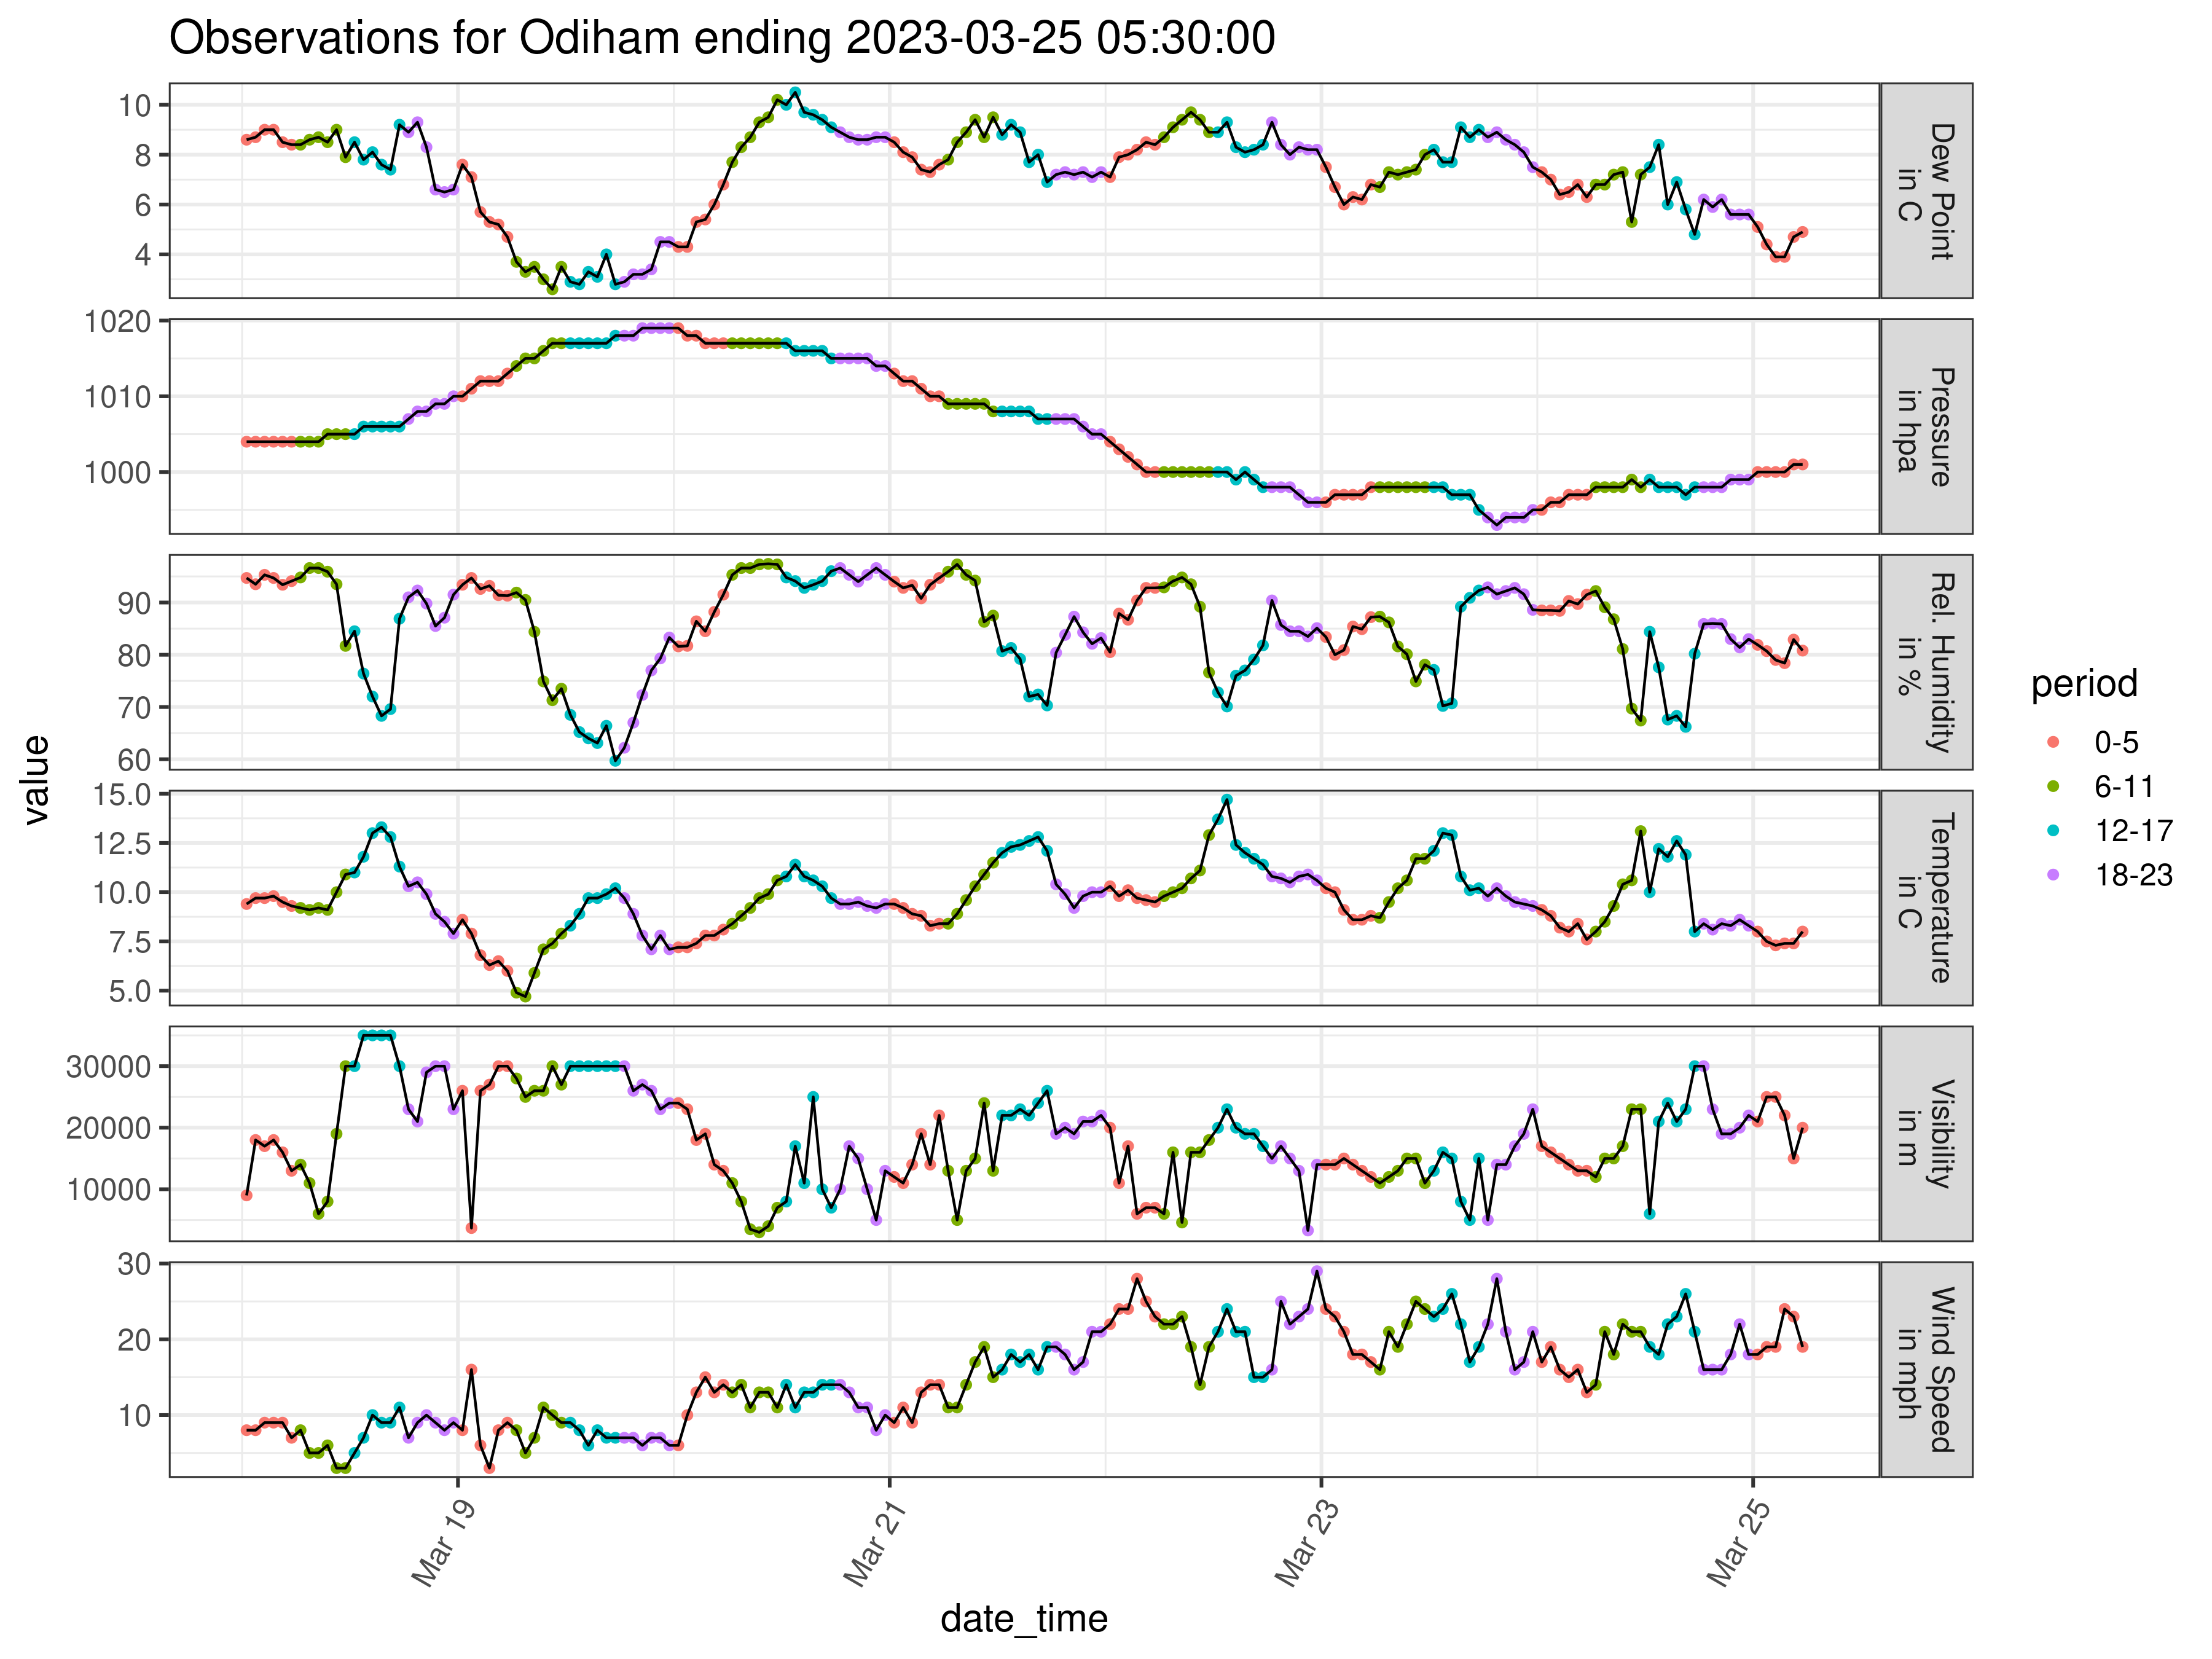 Observations for Odiham ending 2023-03-25 05:30:00
value
10
8
6
4
Dew Point
in C
1020
1010
1000
Pressure
in hpa
90
80
70
60
Rel. Humidity
in %
15.0
12.5
10.0
7.5
5.0
Temperature
in C
30000
20000
10000
Visibility
in m
30
20
10
Wind Speed
in mph
Mar 19
Mar 21
Mar 23
Mar 25
date_time
period
0-5
6-11
12-17
18-23